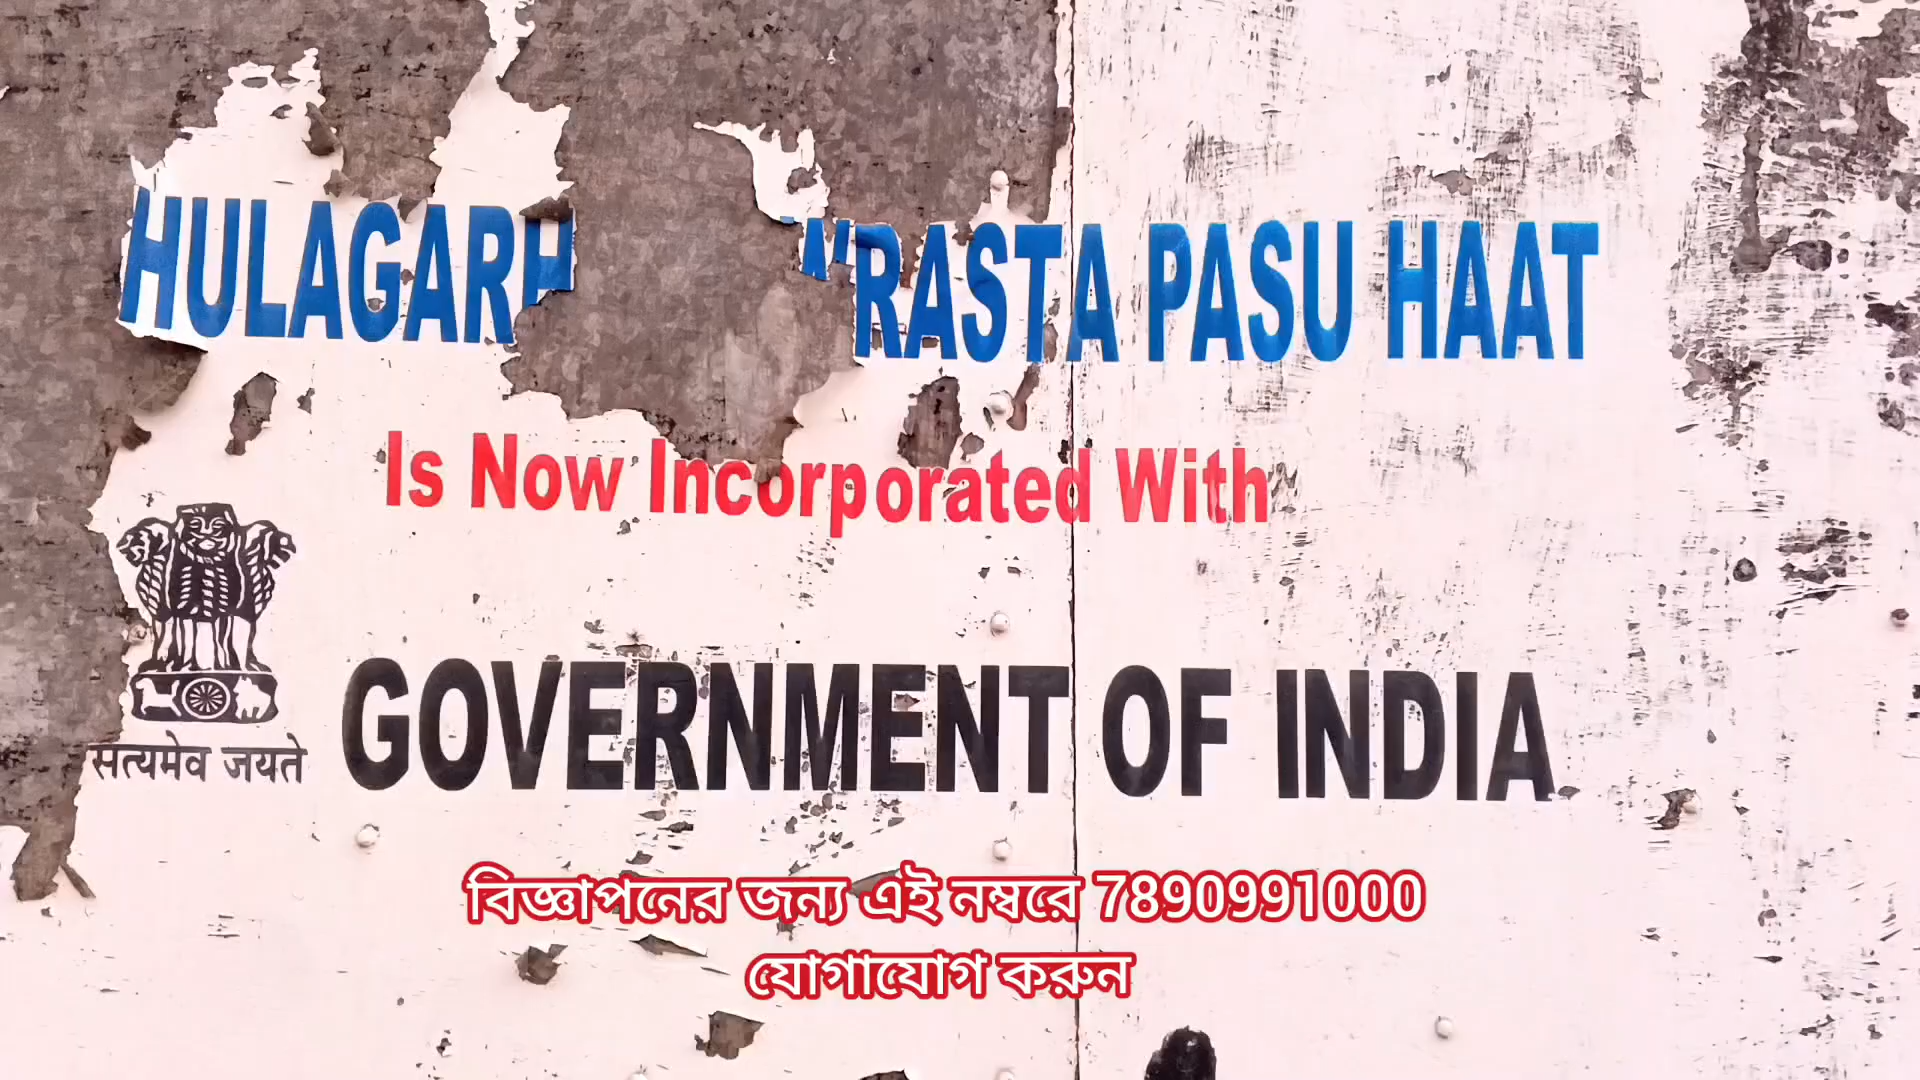 HULAGARH RASTA PASU HAAT
Is Now Incorporated With
GOVERNMENT OF INDIA
सत्यमेव जयते
বিজ্ঞাপনের জন্য এই নম্বরে 7890991000
যোগাযোগ করুন